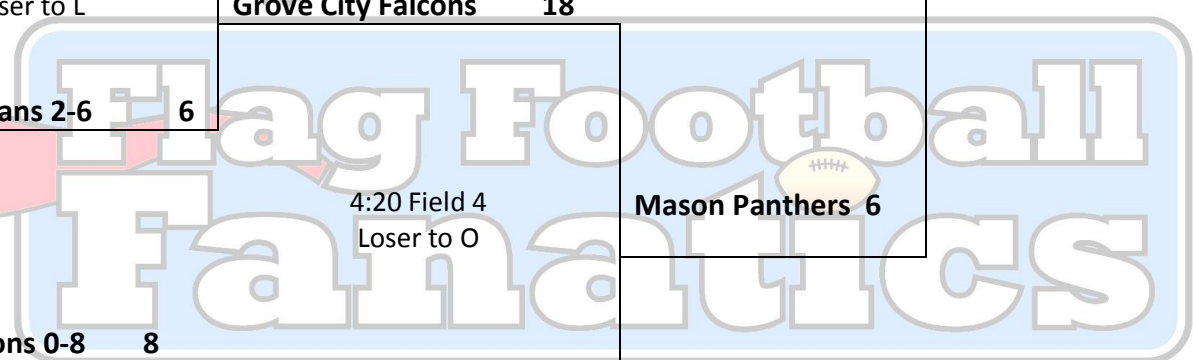 ser to L
Grove City Falcons 18
ans 2-6 6
Flag Football
4:20 Field 4
Loser to O
Mason Panthers 6
Fanatics
ons 0-8 8